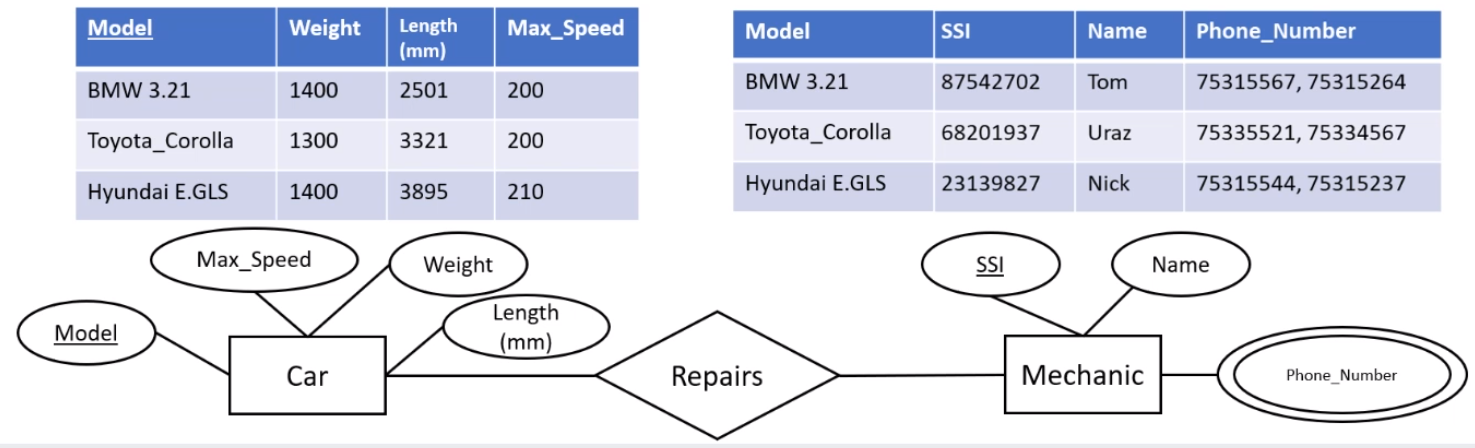 Model Weight Length (mm) Max_Speed
BMW 3.21 1400 2501 200
Toyota_Corolla 1300 3321 200
Hyundai E.GLS 1400 3895 210
Model SSI Name Phone_Number
BMW 3.21 87542702 Tom 75315567, 75315264
Toyota_Corolla 68201937 Uraz 75335521, 75334567
Hyundai E.GLS 23139827 Nick 75315544, 75315237
Max_Speed
Weight
Length
(mm)
Model
Car
Repairs
SSI
Name
Mechanic
Phone_Number